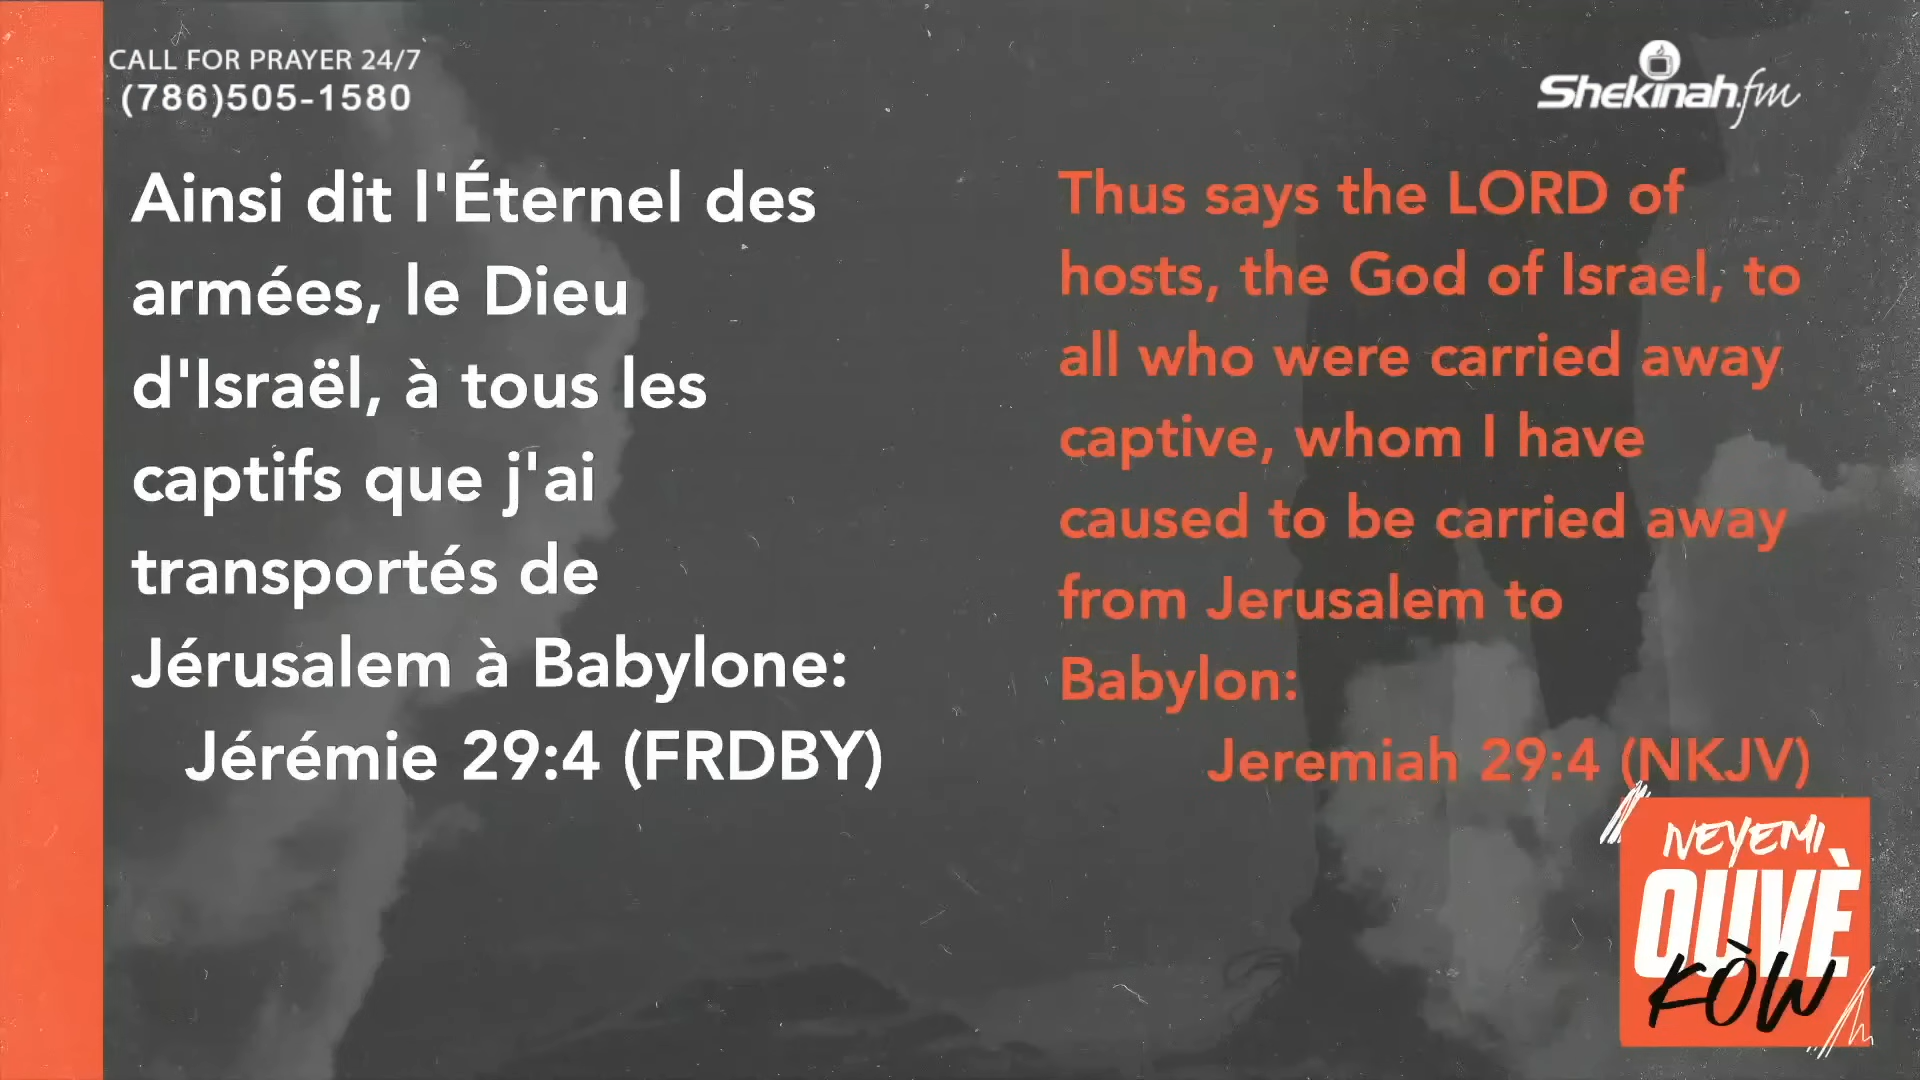 CALL FOR PRAYER 24/7
(786)505-1580
Shekinah.fm
Ainsi dit l'Éternel des
armées, le Dieu
d'Israël, à tous les
captifs que j'ai
transportés de
Jérusalem à Babylone:
Jérémie 29:4 (FRDBY)
Thus says the LORD of
hosts, the God of Israel, to
all who were carried away
captive, whom I have
caused to be carried away
from Jerusalem to
Babylon:
Jeremiah 29:4 (NKJV)
NEYEMI
OUVÈ
KÒW